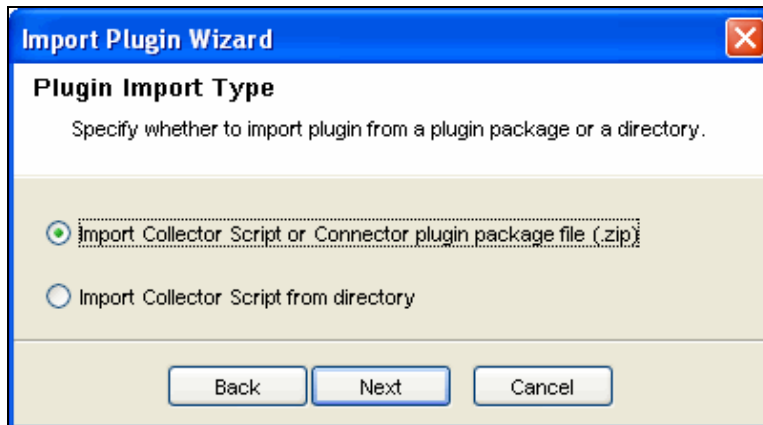 Import Plugin Wizard
Plugin Import Type
Specify whether to import plugin from a plugin package or a directory.
Import Collector Script or Connector plugin package file (.zip)
Import Collector Script from directory
Back Next Cancel